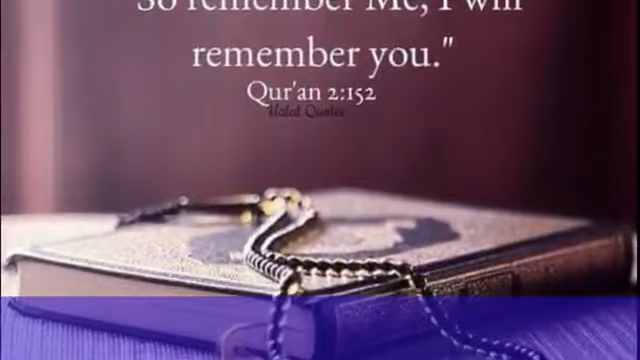 "So remember Me, I will
remember you."
Qur'an 2:152
Halal Quotes